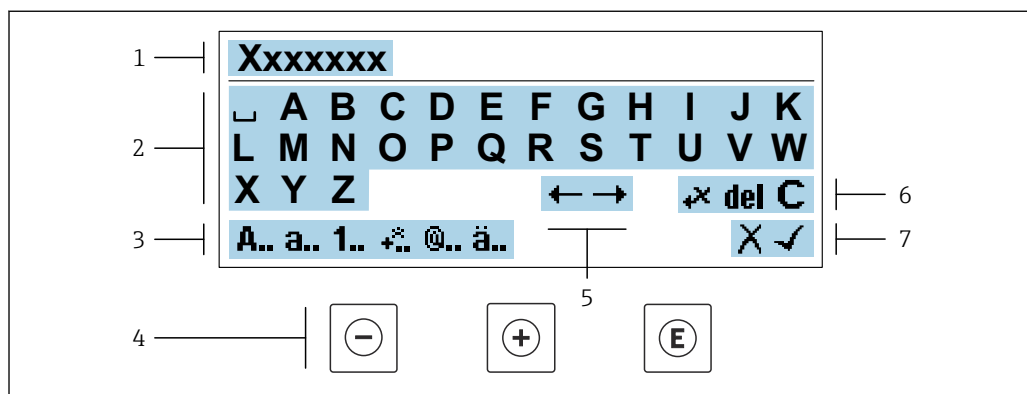 1 Xxxxxxx
␣ A B C D E F G H I J K
2 L M N O P Q R S T U V W
X Y Z ← → +x del C 6
3 A.. a.. 1.. +*.. @.. ä.. X ✓ 7
5
4 − + E